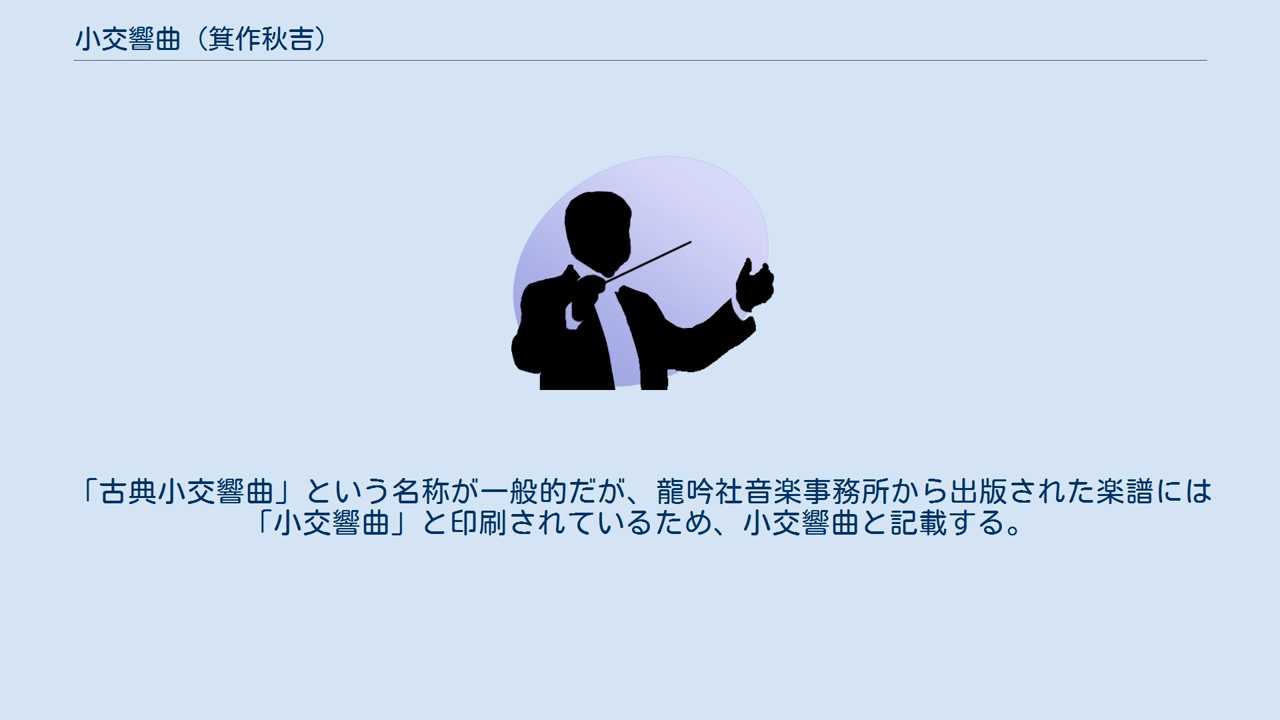 小交響曲（箕作秋吉）
「古典小交響曲」という名称が一般的だが、龍吟社音楽事務所から出版された楽譜には
「小交響曲」と印刷されているため、小交響曲と記載する。